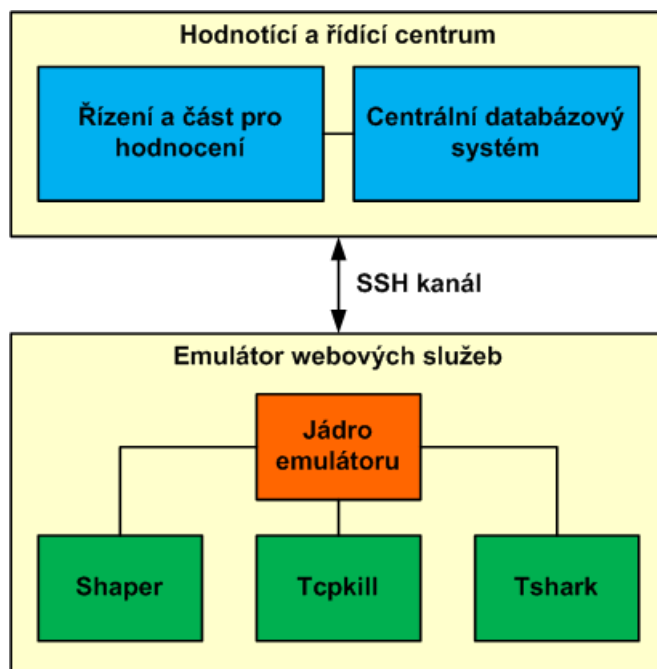 Hodnotící a řídící centrum
Řízení a část pro
hodnocení
Centrální databázový
systém
SSH kanál
Emulátor webových služeb
Jádro
emulátoru
Shaper
Tcpkill
Tshark